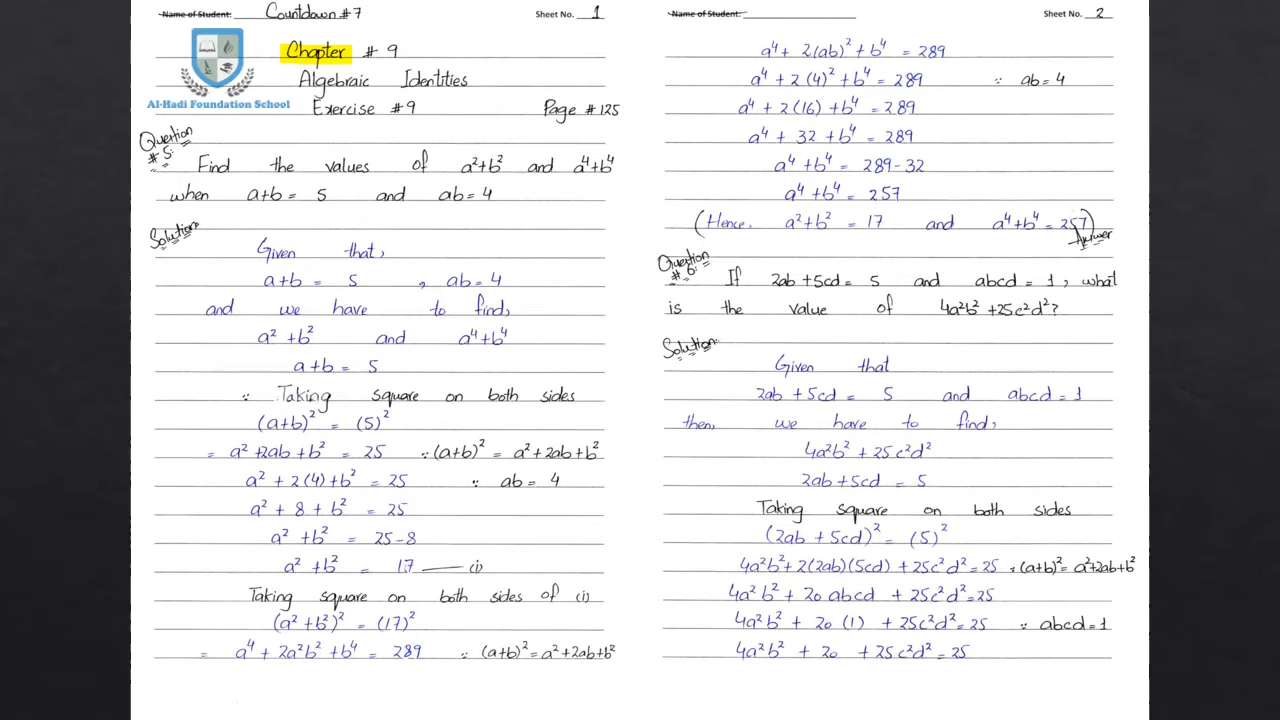 Name of Student: Countdown #7 Sheet No. 1
Chapter # 9
Algebraic Identities
Al-Hadi Foundation School
Exercise #9 Page #125
Question
# 5:
Find the values of a²+b² and a⁴+b⁴
when a+b = 5 and ab = 4
Solution:
Given that,
a+b = 5 , ab = 4
and we have to find,
a² + b² and a⁴+b⁴
a+b = 5
∵ Taking square on both sides
(a+b)² = (5)²
= a² +2ab + b² = 25 ∵ (a+b)² = a² + 2ab + b²
a² + 2(4) + b² = 25 ∵ ab = 4
a² + 8 + b² = 25
a² + b² = 25-8
a² + b² = 17 —— (i)
Taking square on both sides of (i)
(a² + b²)² = (17)²
= a⁴ + 2a²b² + b⁴ = 289 ∵ (a+b)² = a² + 2ab + b²
Name of Student: Sheet No. 2
a⁴ + 2(ab)² + b⁴ = 289
a⁴ + 2(4)² + b⁴ = 289 ∵ ab = 4
a⁴ + 2(16) + b⁴ = 289
a⁴ + 32 + b⁴ = 289
a⁴ + b⁴ = 289-32
a⁴ + b⁴ = 257
(Hence, a² + b² = 17 and a⁴ + b⁴ = 257)
Answer
Question
# 6:
If 2ab + 5cd = 5 and abcd = 1, what
is the value of 4a²b² + 25c²d²?
Solution:
Given that
2ab + 5cd = 5 and abcd = 1
then, we have to find,
4a²b² + 25c²d²
2ab + 5cd = 5
Taking square on both sides
(2ab + 5cd)² = (5)²
4a²b² + 2(2ab)(5cd) + 25c²d² = 25 ∵ (a+b)² = a²+2ab+b²
4a²b² + 20 abcd + 25c²d² = 25
4a²b² + 20 (1) + 25c²d² = 25 ∵ abcd = 1
4a²b² + 20 + 25c²d² = 25